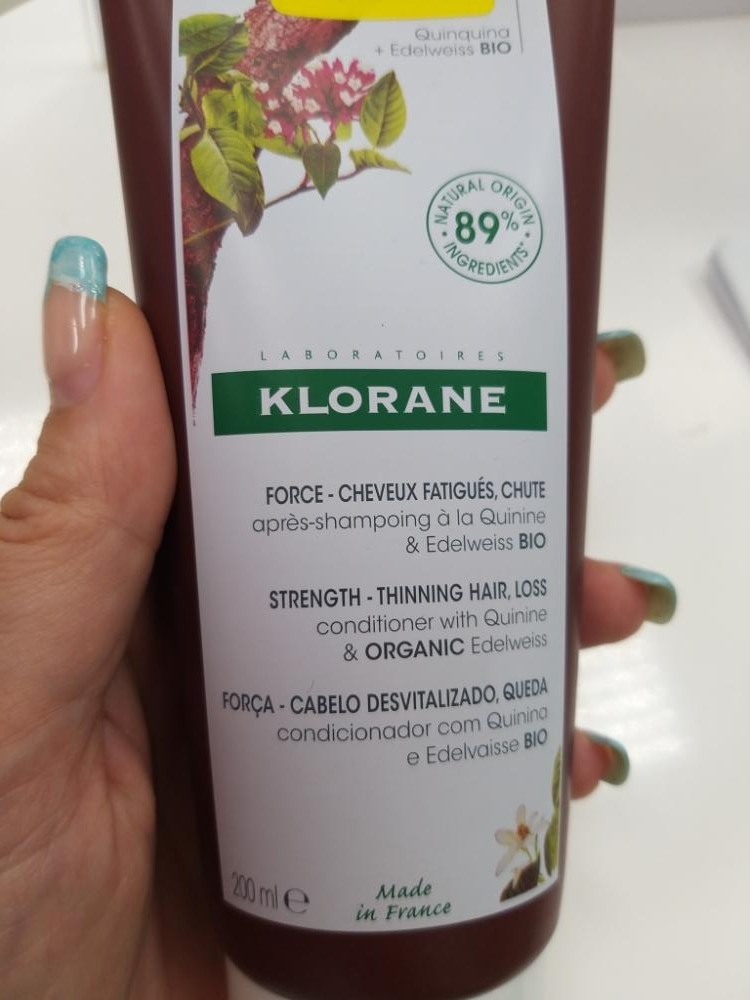 Quinquina
+ Edelweiss BIO
NATURAL ORIGIN
89%
INGREDIENTS*
LABORATOIRES
KLORANE
FORCE - CHEVEUX FATIGUÉS, CHUTE
après-shampoing à la Quinine
& Edelweiss BIO
STRENGTH - THINNING HAIR, LOSS
conditioner with Quinine
& ORGANIC Edelweiss
FORÇA - CABELO DESVITALIZADO, QUEDA
condicionador com Quinina
e Edelvaisse BIO
200 ml ℮
Made
in France